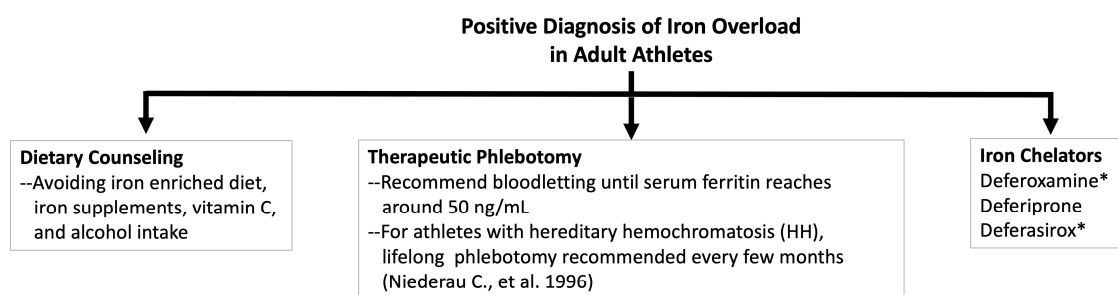 Positive Diagnosis of Iron Overload
in Adult Athletes
Dietary Counseling
--Avoiding iron enriched diet,
iron supplements, vitamin C,
and alcohol intake
Therapeutic Phlebotomy
--Recommend bloodletting until serum ferritin reaches
around 50 ng/mL
--For athletes with hereditary hemochromatosis (HH),
lifelong phlebotomy recommended every few months
(Niederau C., et al. 1996)
Iron Chelators
Deferoxamine*
Deferiprone
Deferasirox*